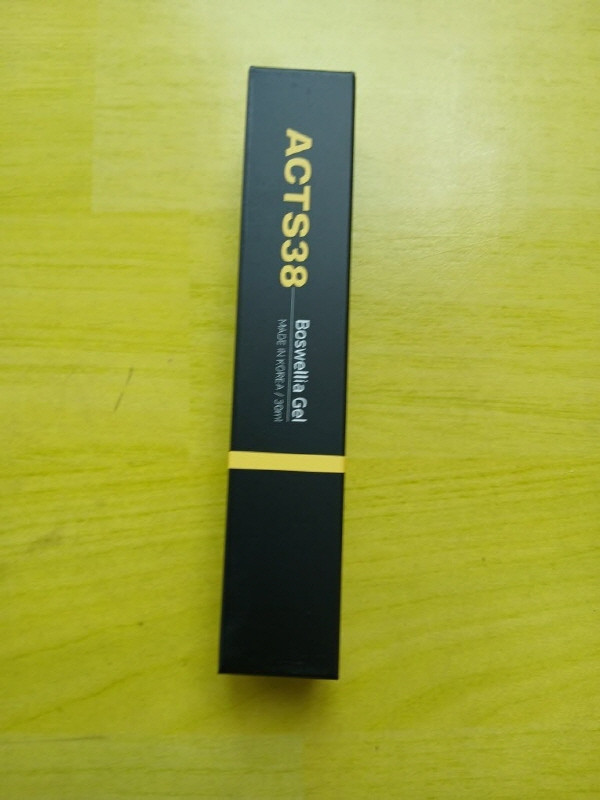 ACTS38
Boswellia Gel
MADE IN KOREA / 30ml